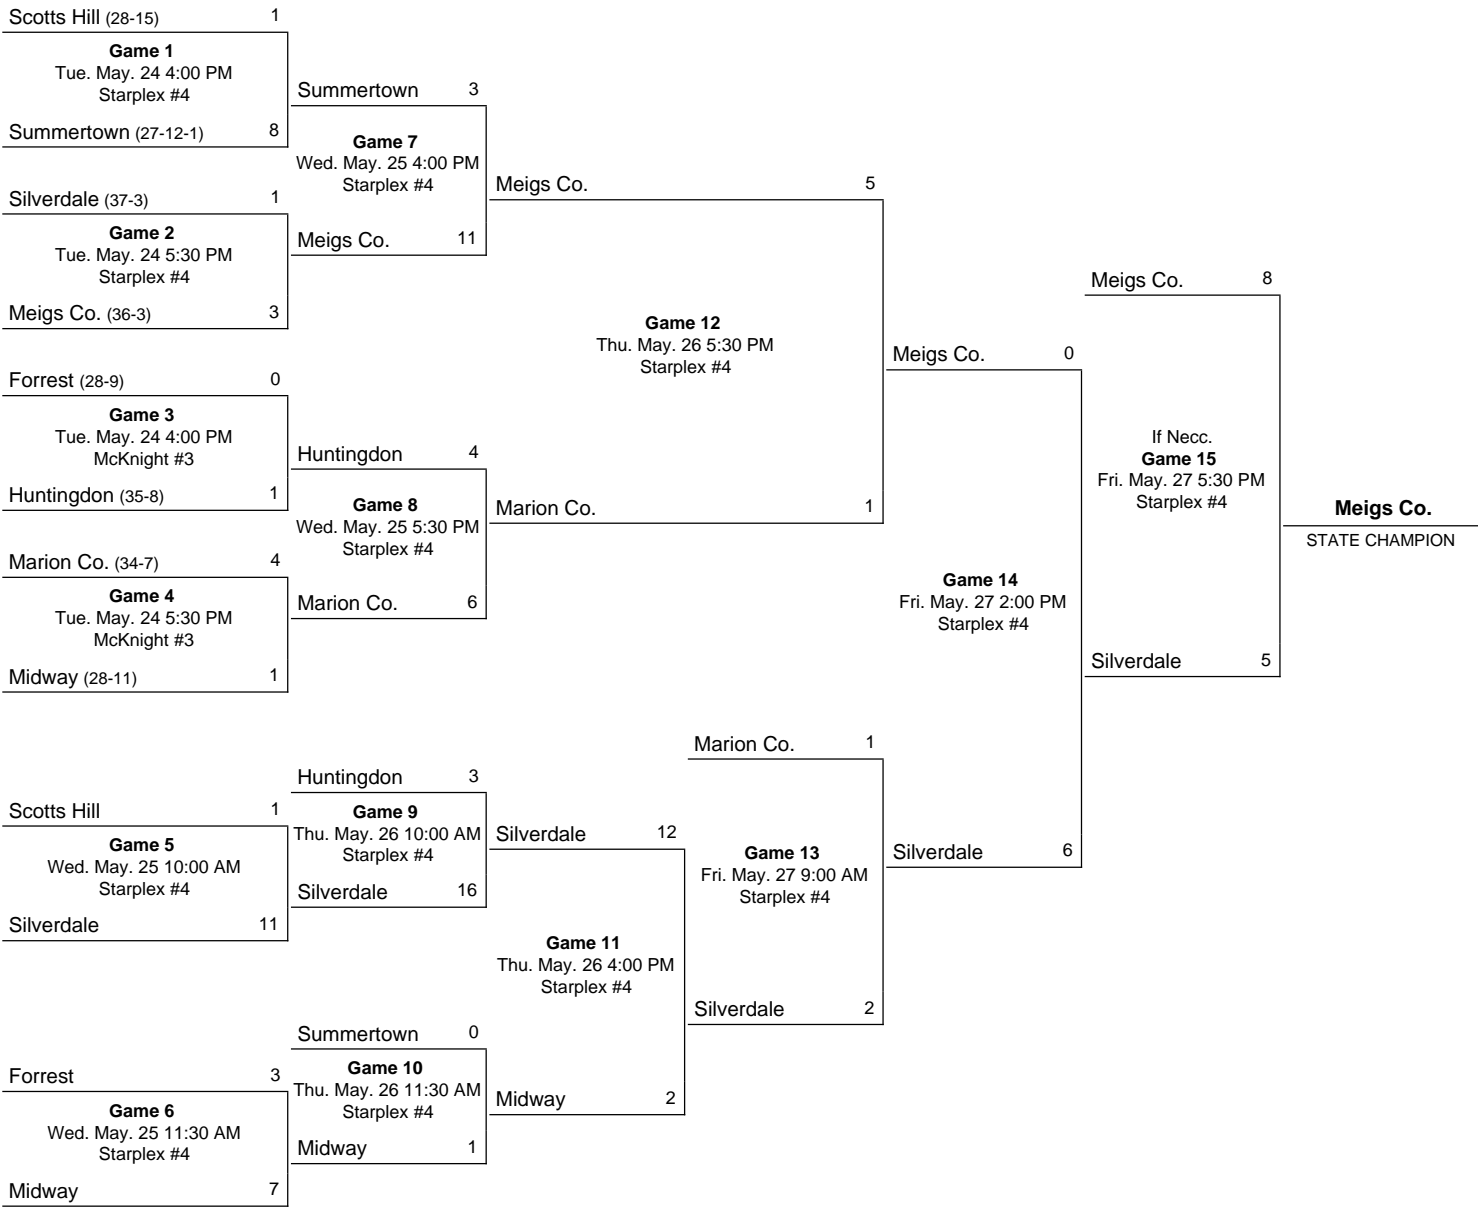 Scotts Hill (28-15) 1
Game 1
Tue. May. 24 4:00 PM
Starplex #4
Summertown (27-12-1) 8
Silverdale (37-3) 1
Game 2
Tue. May. 24 5:30 PM
Starplex #4
Meigs Co. (36-3) 3
Forrest (28-9) 0
Game 3
Tue. May. 24 4:00 PM
McKnight #3
Huntingdon (35-8) 1
Marion Co. (34-7) 4
Game 4
Tue. May. 24 5:30 PM
McKnight #3
Midway (28-11) 1
Scotts Hill 1
Game 5
Wed. May. 25 10:00 AM
Starplex #4
Silverdale 11
Forrest 3
Game 6
Wed. May. 25 11:30 AM
Starplex #4
Midway 7
Summertown 3
Game 7
Wed. May. 25 4:00 PM
Starplex #4
Meigs Co. 11
Huntingdon 4
Game 8
Wed. May. 25 5:30 PM
Starplex #4
Marion Co. 6
Huntingdon 3
Game 9
Thu. May. 26 10:00 AM
Starplex #4
Silverdale 16
Summertown 0
Game 10
Thu. May. 26 11:30 AM
Starplex #4
Midway 1
Meigs Co. 5
Game 12
Thu. May. 26 5:30 PM
Starplex #4
Marion Co. 1
Silverdale 12
Game 11
Thu. May. 26 4:00 PM
Starplex #4
Midway 2
Marion Co. 1
Game 13
Fri. May. 27 9:00 AM
Starplex #4
Silverdale 2
Meigs Co. 0
Game 14
Fri. May. 27 2:00 PM
Starplex #4
Silverdale 6
Meigs Co. 8
If Necc.
Game 15
Fri. May. 27 5:30 PM
Starplex #4
Silverdale 5
Meigs Co.
STATE CHAMPION